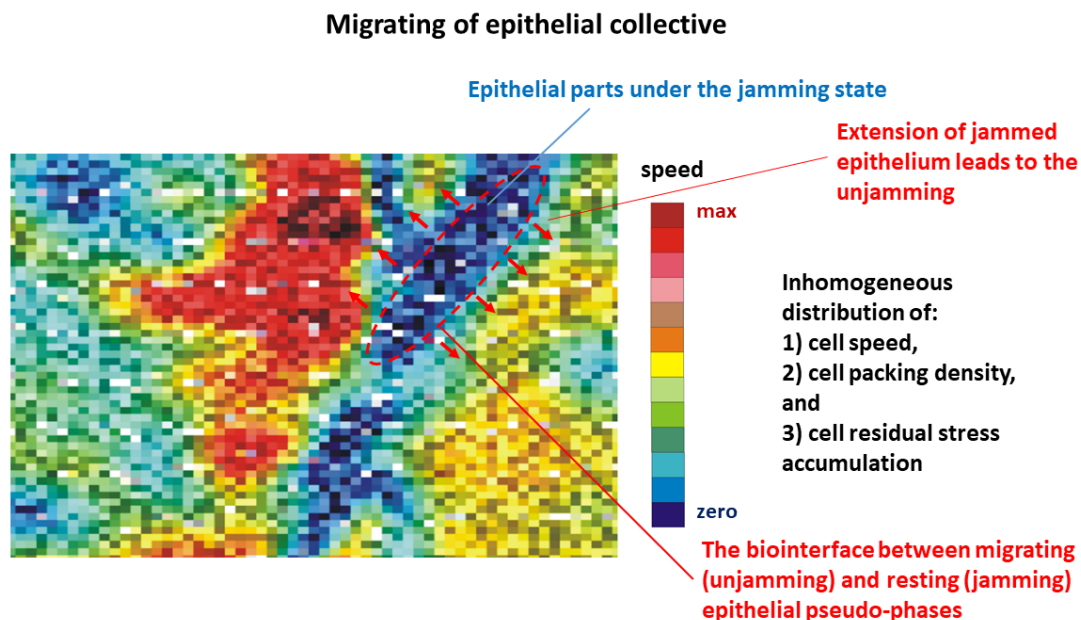 Migrating of epithelial collective
Epithelial parts under the jamming state
Extension of jammed
epithelium leads to the
unjamming
speed
max
Inhomogeneous
distribution of:
1) cell speed,
2) cell packing density,
and
3) cell residual stress
accumulation
zero
The biointerface between migrating
(unjamming) and resting (jamming)
epithelial pseudo-phases